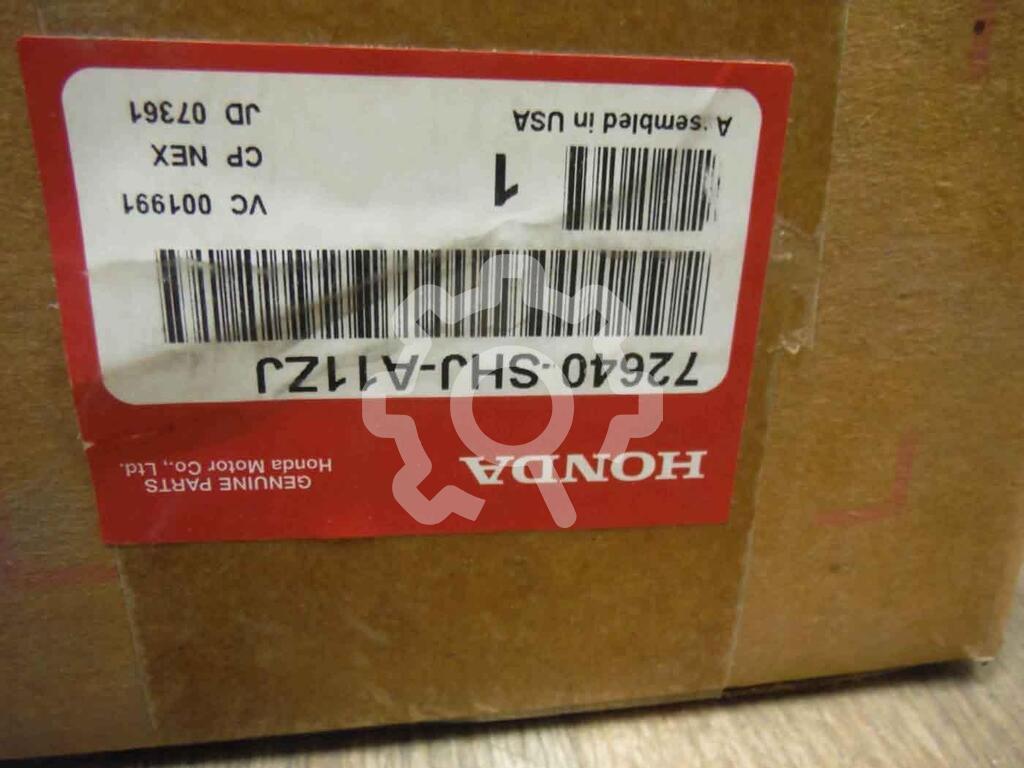 HONDA
GENUINE PARTS
Honda Motor Co., Ltd.
72640-SHJ-A11ZJ
VC 001991
CP NEX
JD 07361
1
Assembled in USA